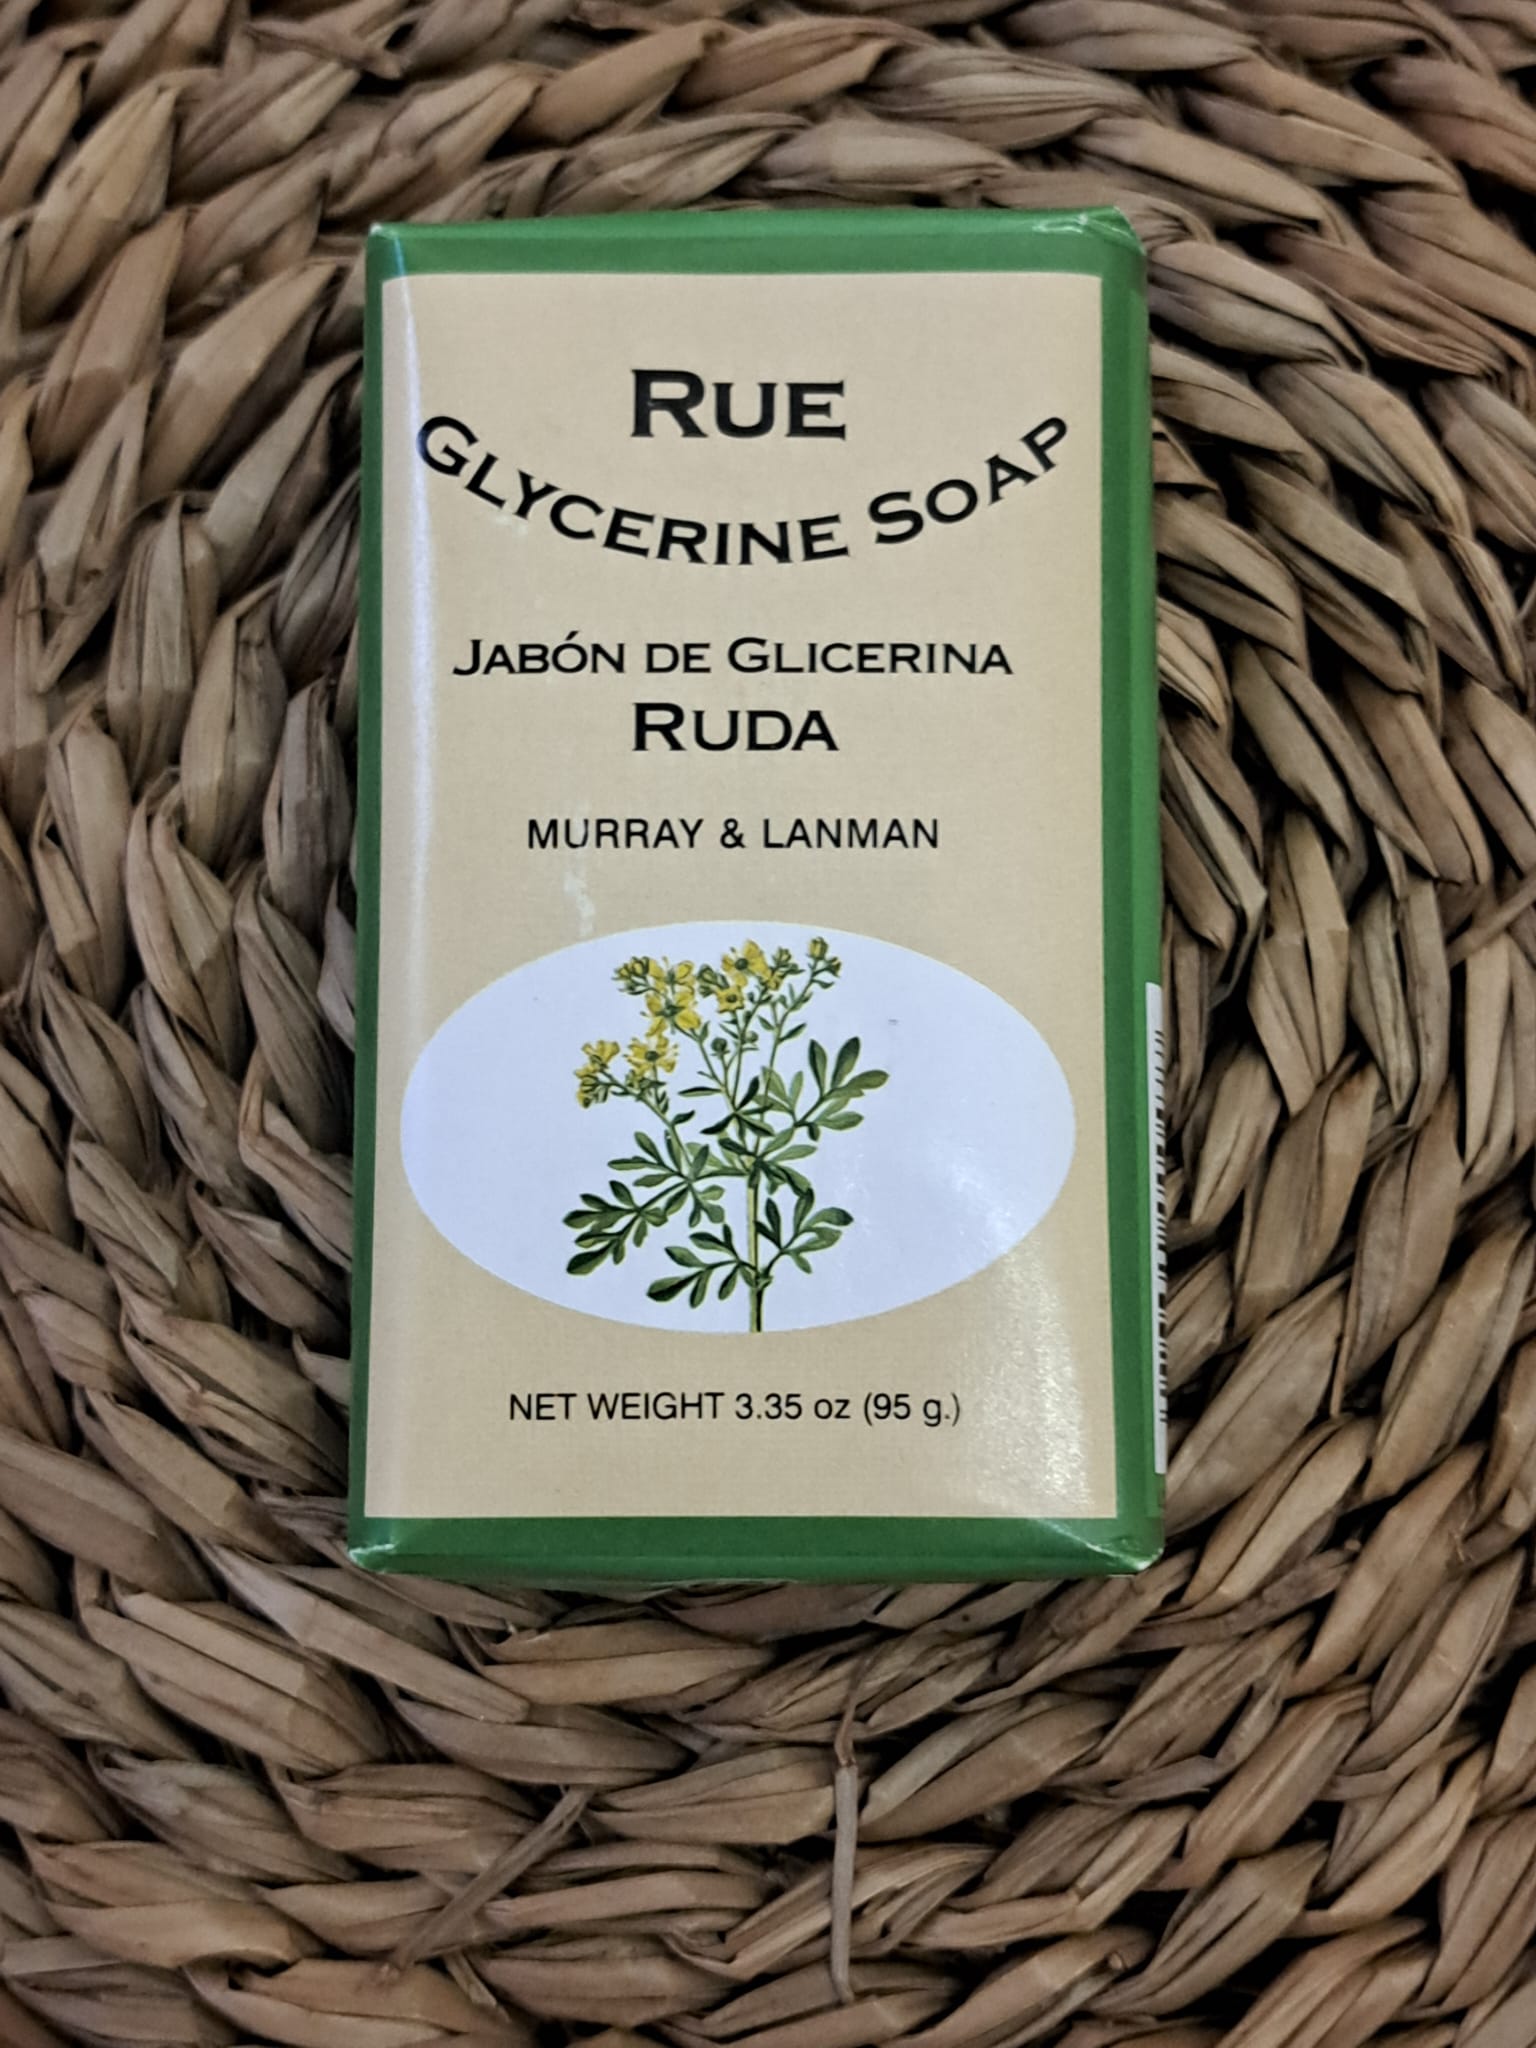 RUE
GLYCERINE SOAP
JABÓN DE GLICERINA
RUDA
MURRAY & LANMAN
NET WEIGHT 3.35 oz (95 g.)